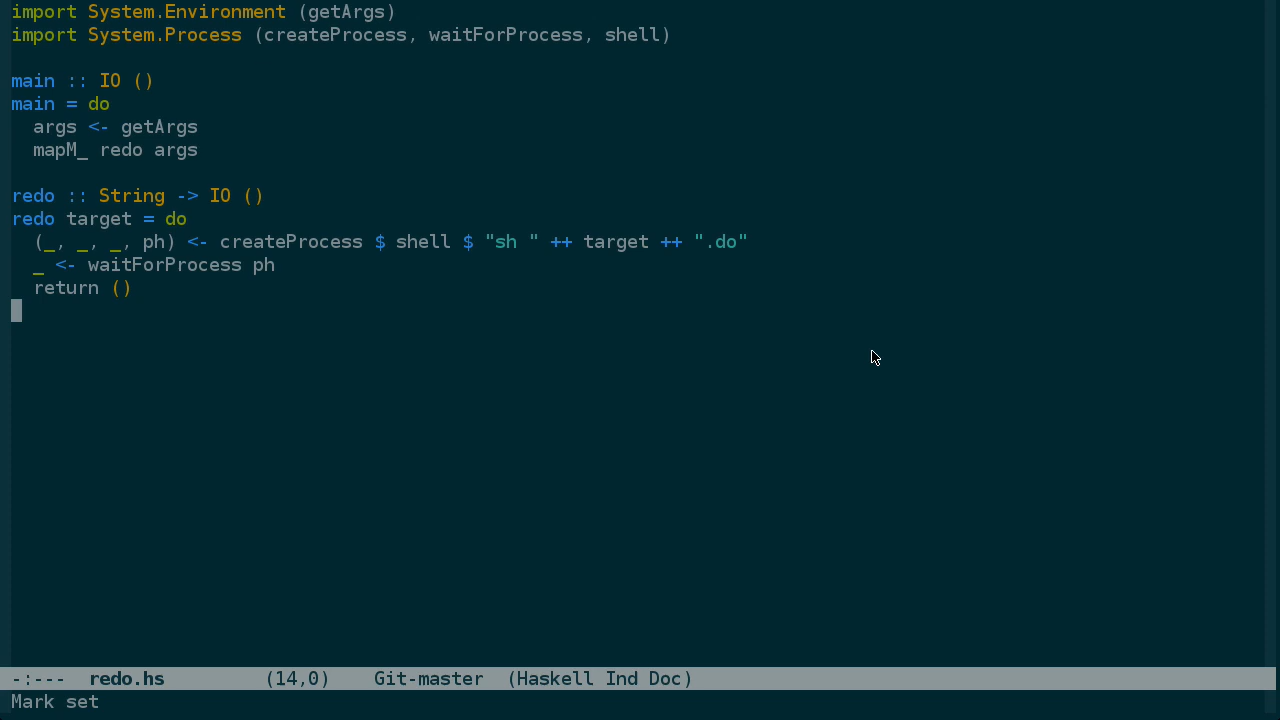 import System.Environment (getArgs)
import System.Process (createProcess, waitForProcess, shell)
main :: IO ()
main = do
  args <- getArgs
  mapM_ redo args
redo :: String -> IO ()
redo target = do
  (_, _, _, ph) <- createProcess $ shell $ "sh " ++ target ++ ".do"
  _ <- waitForProcess ph
  return ()
-:---  redo.hs         (14,0)    Git-master  (Haskell Ind Doc)
Mark set